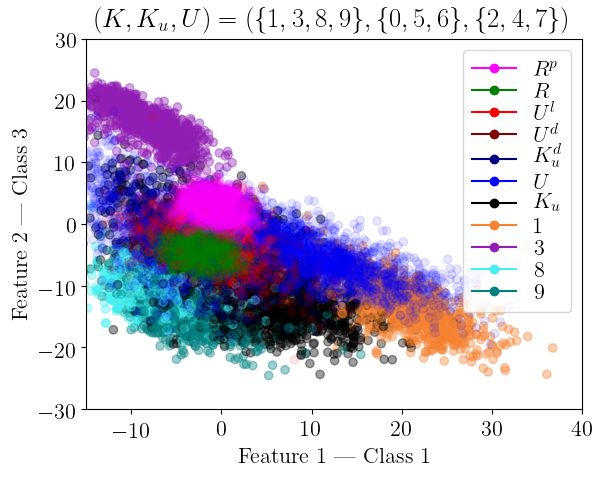 (K, K_u, U) = ({1, 3, 8, 9}, {0, 5, 6}, {2, 4, 7})
30
20
10
0
−10
−20
−30
−10
0
10
20
30
40
Feature 2 — Class 3
Feature 1 — Class 1
R^p
R
U^l
U^d
K_u^d
U
K_u
1
3
8
9